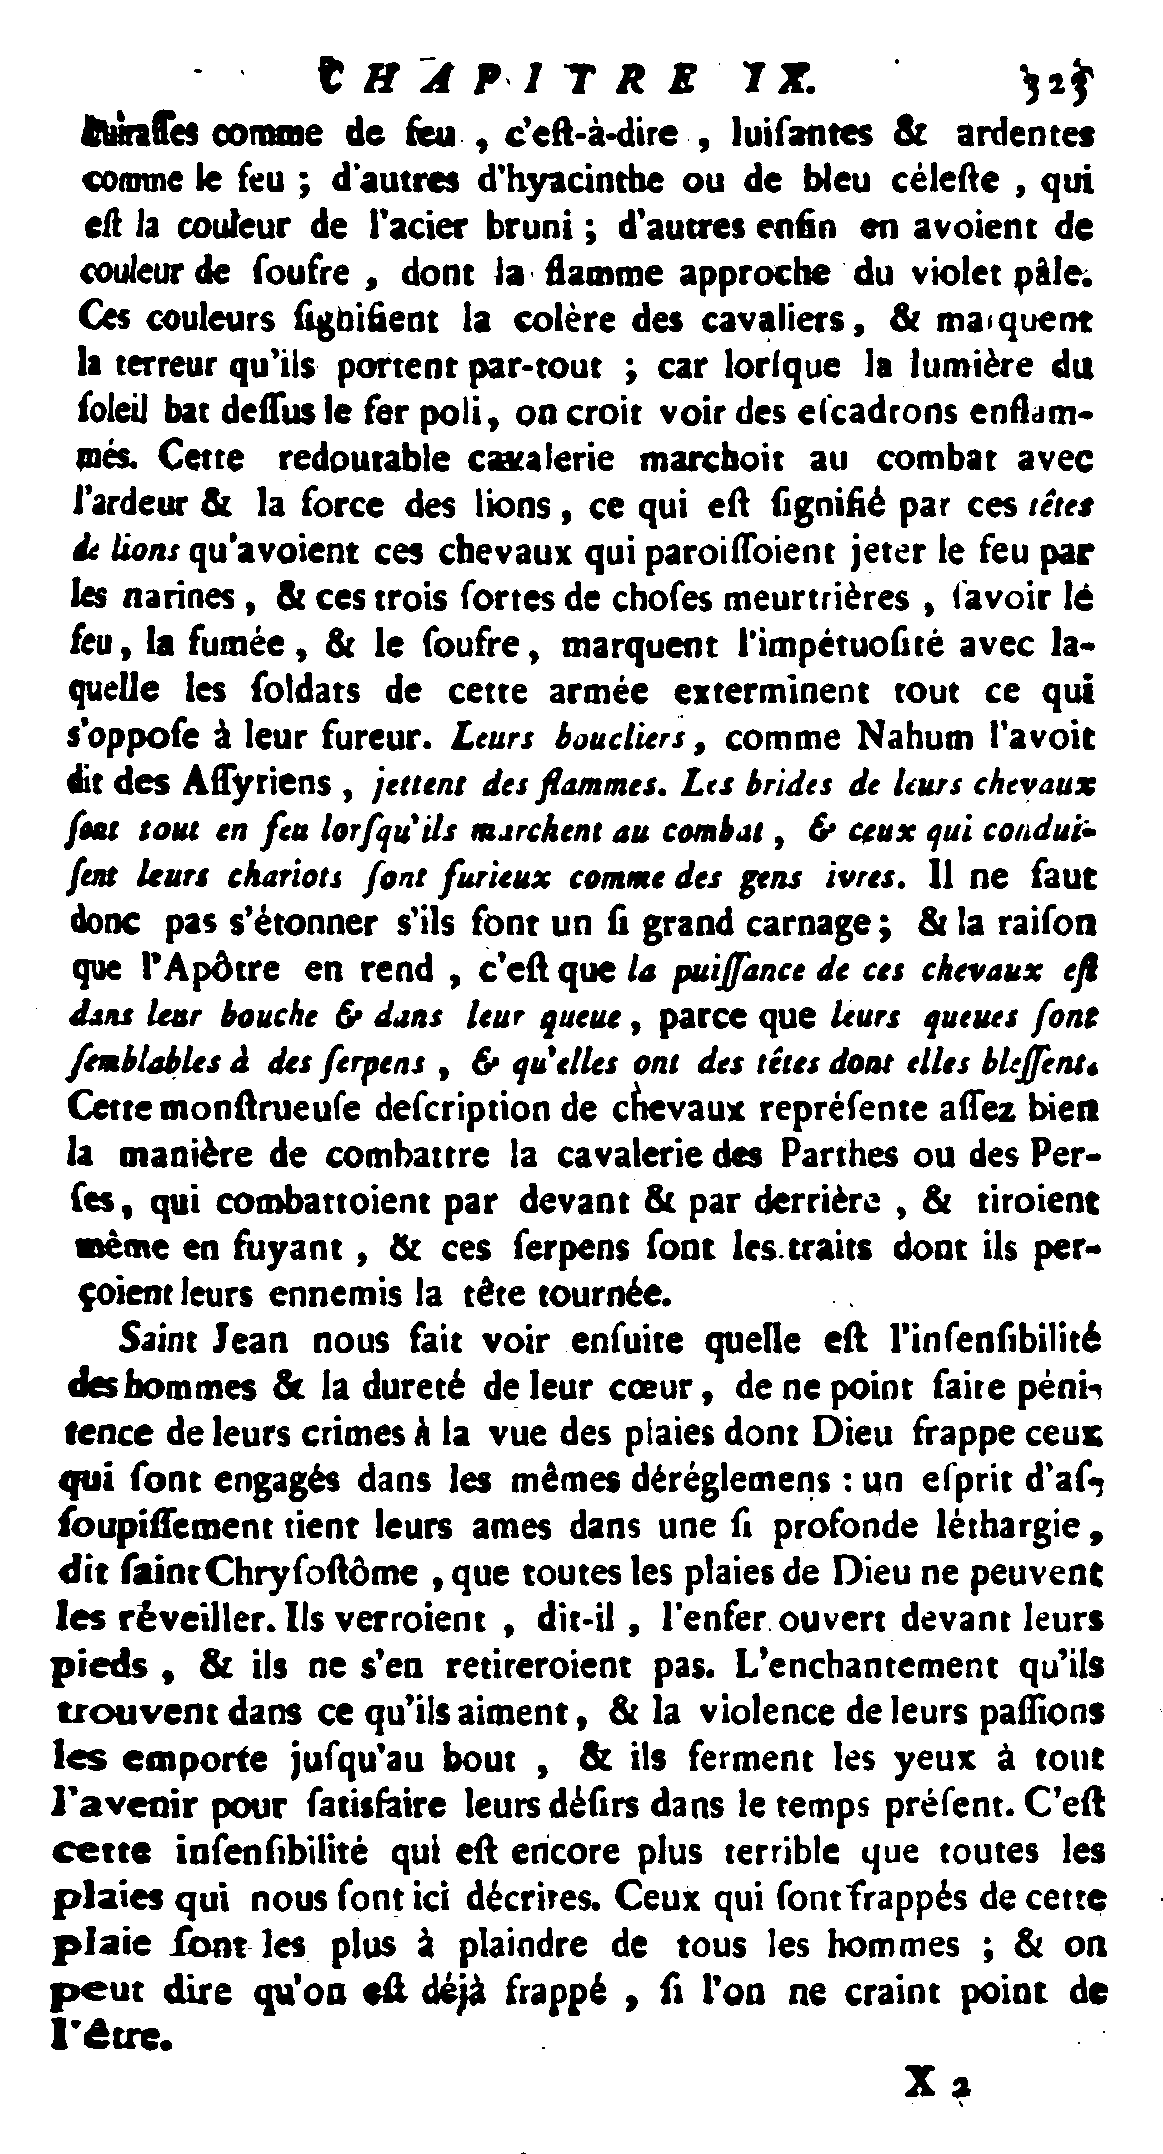 CHAPITRE IX. 323
cuirasses comme de feu, c'eſt-à-dire, luiſantes & ardentes
comme le feu ; d'autres d'hyacinthe ou de bleu céleſte, qui
eſt la couleur de l'acier bruni ; d'autres enfin en avoient de
couleur de ſoufre, dont la flamme approche du violet pâle.
Ces couleurs ſignifient la colère des cavaliers, & marquent
la terreur qu'ils portent par-tout ; car lorſque la lumière du
ſoleil bat deſſus le fer poli, on croit voir des eſcadrons enflam-
més. Cette redoutable cavalerie marchoit au combat avec
l'ardeur & la force des lions, ce qui eſt ſignifié par ces têtes
de lions qu'avoient ces chevaux qui paroiſſoient jeter le feu par
les narines, & ces trois ſortes de choſes meurtrières, ſavoir le
feu, la fumée, & le ſoufre, marquent l'impétuoſité avec la-
quelle les ſoldats de cette armée exterminent tout ce qui
s'oppoſe à leur fureur. Leurs boucliers, comme Nahum l'avoit
dit des Aſſyriens, jettent des flammes. Les brides de leurs chevaux
ſont tout en feu lorſqu'ils marchent au combat, & ceux qui condui-
ſent leurs chariots ſont furieux comme des gens ivres. Il ne faut
donc pas s'étonner s'ils font un ſi grand carnage ; & la raiſon
que l'Apôtre en rend, c'eſt que la puiſſance de ces chevaux eſt
dans leur bouche & dans leur queue, parce que leurs queues ſont
ſemblables à des ſerpens, & qu'elles ont des têtes dont elles bleſſent.
Cette monſtrueuſe deſcription de chevaux repréſente aſſez bien
la manière de combattre la cavalerie des Parthes ou des Per-
ſes, qui combattoient par devant & par derrière, & tiroient
même en fuyant, & ces ſerpens ſont les traits dont ils per-
çoient leurs ennemis la tête tournée.
Saint Jean nous fait voir enſuite quelle eſt l'inſenſibilité
des hommes & la dureté de leur cœur, de ne point faire péni-
tence de leurs crimes à la vue des plaies dont Dieu frappe ceux
qui ſont engagés dans les mêmes déréglemens : un eſprit d'aſ-
ſoupiſſement tient leurs ames dans une ſi profonde léthargie,
dit ſaint Chryſoſtôme, que toutes les plaies de Dieu ne peuvent
les réveiller. Ils verroient, dit-il, l'enfer ouvert devant leurs
pieds, & ils ne s'en retireroient pas. L'enchantement qu'ils
trouvent dans ce qu'ils aiment, & la violence de leurs paſſions
les emporte juſqu'au bout, & ils ferment les yeux à tout
l'avenir pour ſatisfaire leurs déſirs dans le temps préſent. C'eſt
cette inſenſibilité qui eſt encore plus terrible que toutes les
plaies qui nous ſont ici décrites. Ceux qui ſont frappés de cette
plaie ſont les plus à plaindre de tous les hommes ; & on
peut dire qu'on eſt déjà frappé, ſi l'on ne craint point de
l'être.
X 2